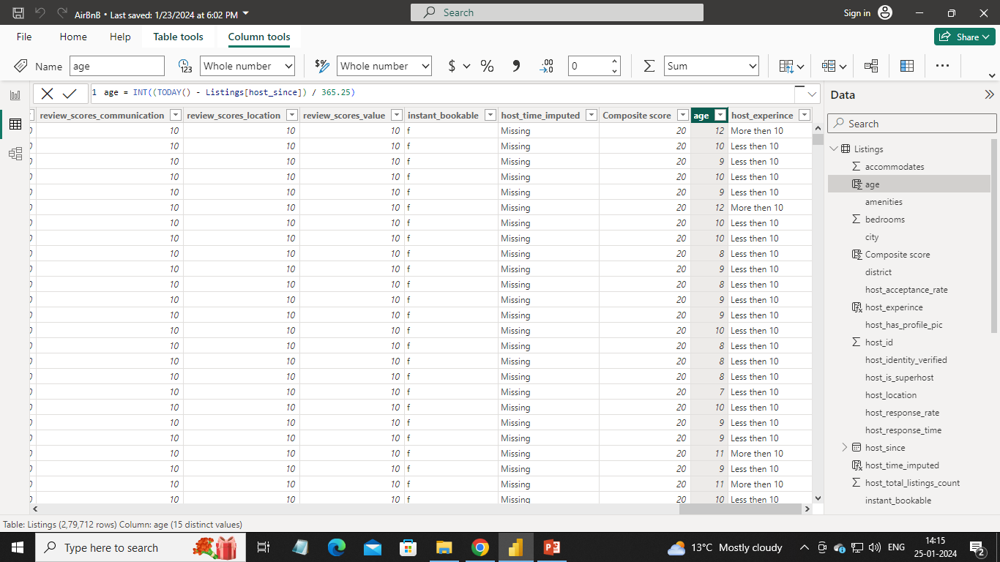 AirBnB • Last saved: 1/23/2024 at 6:02 PM
Search
Sign in
File Home Help Table tools Column tools
Share
Name age
Whole number
Whole number
$ % 9 .00 0
Sum
1 age = INT((TODAY() - Listings[host_since]) / 365.25)
review_scores_communication review_scores_location review_scores_value instant_bookable host_time_imputed Composite score age host_experince
10 10 10 f Missing 20 12 More then 10
10 10 10 f Missing 20 10 Less then 10
10 10 10 f Missing 20 9 Less then 10
10 10 10 f Missing 20 10 Less then 10
10 10 10 f Missing 20 9 Less then 10
10 10 10 f Missing 20 12 More then 10
10 10 10 f Missing 20 10 Less then 10
10 10 10 f Missing 20 10 Less then 10
10 10 10 f Missing 20 8 Less then 10
10 10 10 f Missing 20 9 Less then 10
10 10 10 f Missing 20 8 Less then 10
10 10 10 f Missing 20 9 Less then 10
10 10 10 f Missing 20 9 Less then 10
10 10 10 f Missing 20 10 Less then 10
10 10 10 f Missing 20 8 Less then 10
10 10 10 f Missing 20 8 Less then 10
10 10 10 f Missing 20 8 Less then 10
10 10 10 f Missing 20 7 Less then 10
10 10 10 f Missing 20 10 Less then 10
10 10 10 f Missing 20 9 Less then 10
10 10 10 f Missing 20 9 Less then 10
10 10 10 f Missing 20 11 More then 10
10 10 10 f Missing 20 9 Less then 10
10 10 10 f Missing 20 11 More then 10
10 10 10 f Missing 20 10 Less then 10
Data
Search
Listings
accommodates
age
amenities
bedrooms
city
Composite score
district
host_acceptance_rate
host_experince
host_has_profile_pic
host_id
host_identity_verified
host_is_superhost
host_location
host_response_rate
host_response_time
host_since
host_time_imputed
host_total_listings_count
instant_bookable
Table: Listings (2,79,712 rows) Column: age (15 distinct values)
Type here to search
13°C Mostly cloudy
ENG
14:15
25-01-2024
2